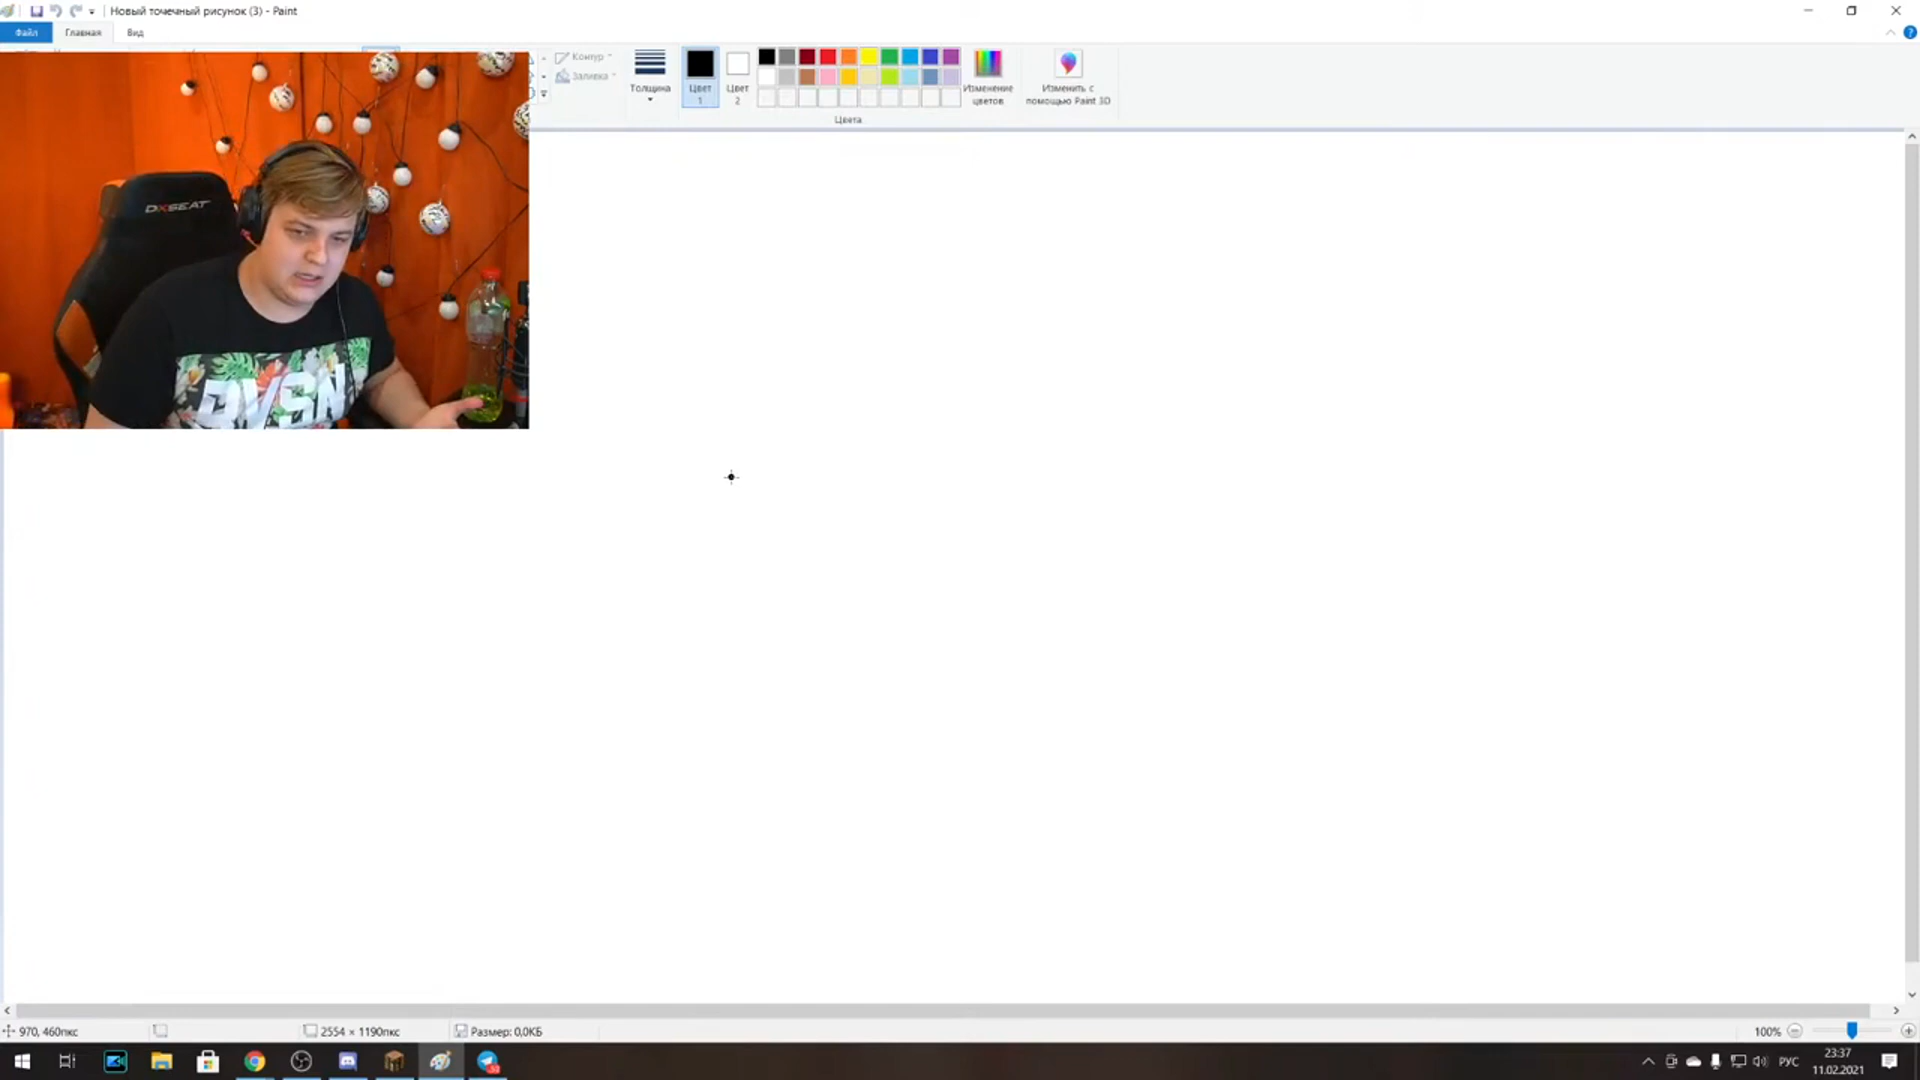 Новый точечный рисунок (3) - Paint
Файл
Главная
Вид
Контур
Заливка
Толщина
Цвет
1
Цвет
2
Изменение
цветов
Изменить с
помощью Paint 3D
Цвета
DXSEAT
DVSN
970, 460пкс
2554 × 1190пкс
Размер: 0,0КБ
100%
РУС
23:37
11.02.2021